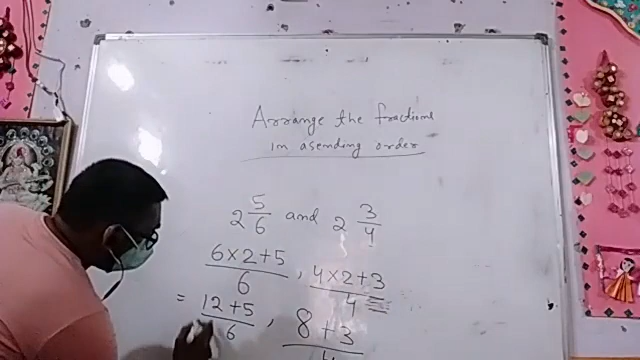 Arrange the fractions
in asending order
2 5/6 and 2 3/4
6×2+5/6 , 4×2+3/4
= 12+5/6 , 8+3/4